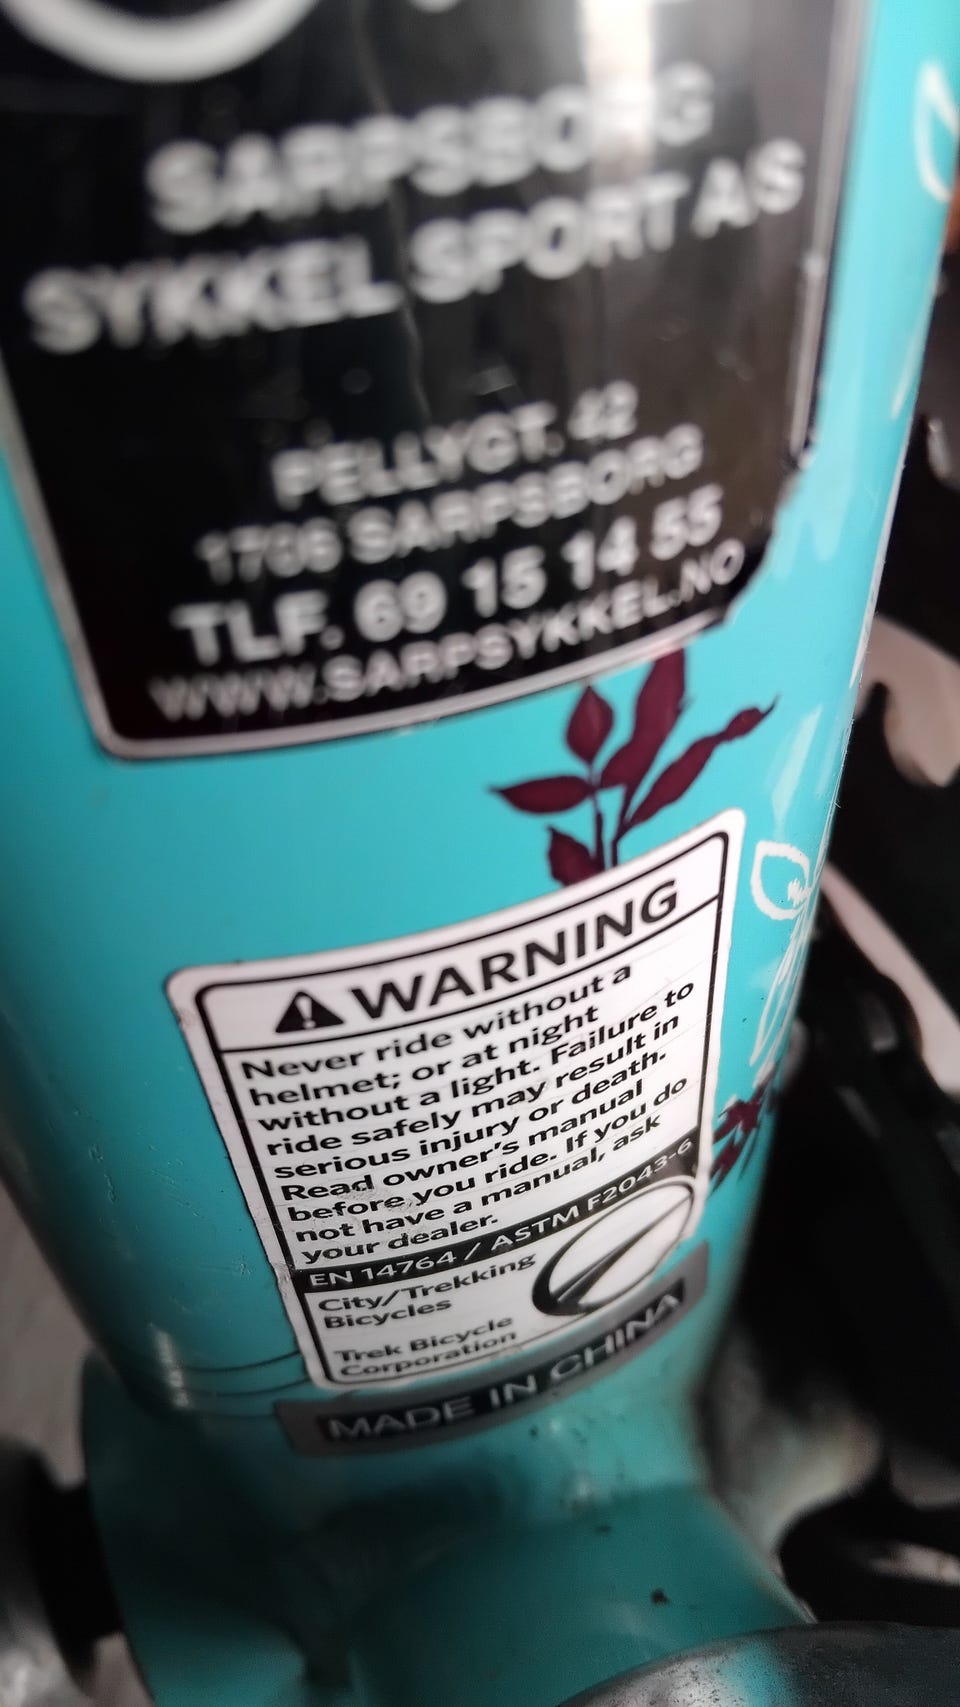 SARPSBORG
SYKKEL SPORT AS
PELLYGT. 42
1706 SARPSBORG
TLF. 69 15 14 55
WWW.SARPSYKKEL.NO
WARNING
Never ride without a
helmet; or at night
without a light. Failure to
ride safely may result in
serious injury or death.
Read owner's manual
before you ride. If you do
not have a manual, ask
your dealer.
EN 14764 / ASTM F2043-6
City/Trekking
Bicycles
Trek Bicycle
Corporation
MADE IN CHINA